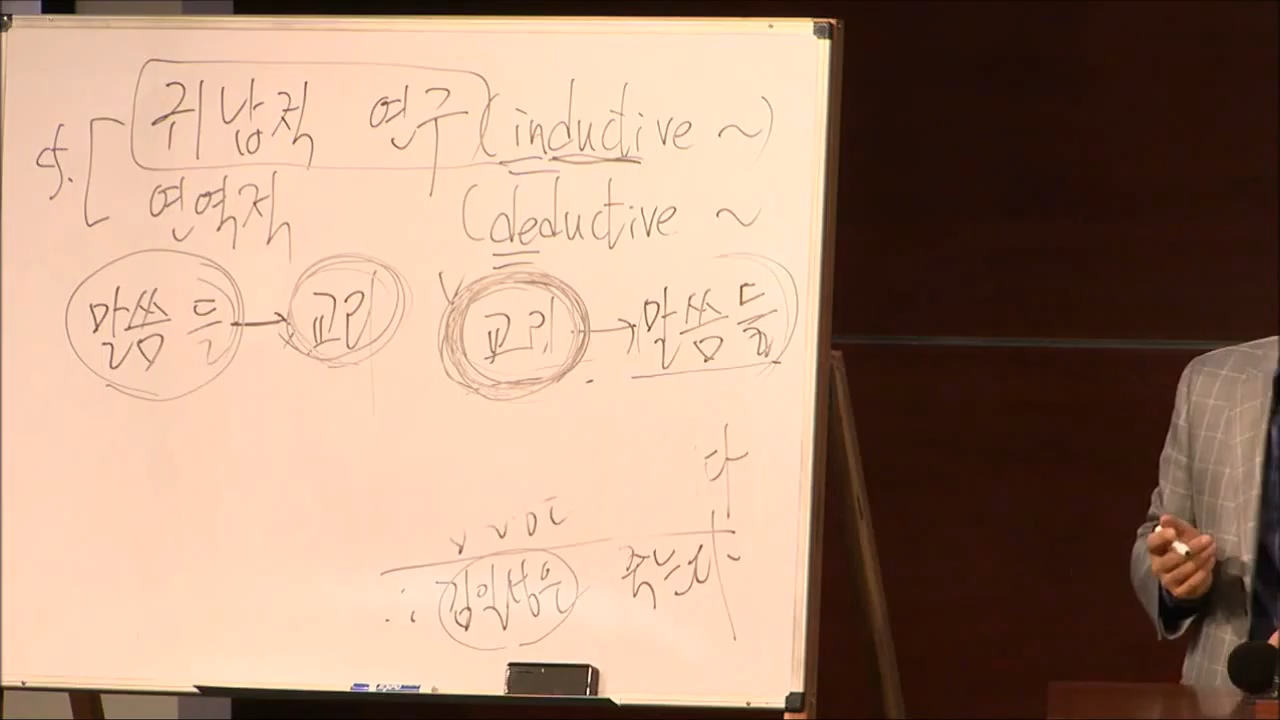 cf. 귀납적 연구 (inductive ~)
연역적 (deductive ~
말씀들 → 교리 교리 → 말씀들
다
∴ 김일성은 죽는다.